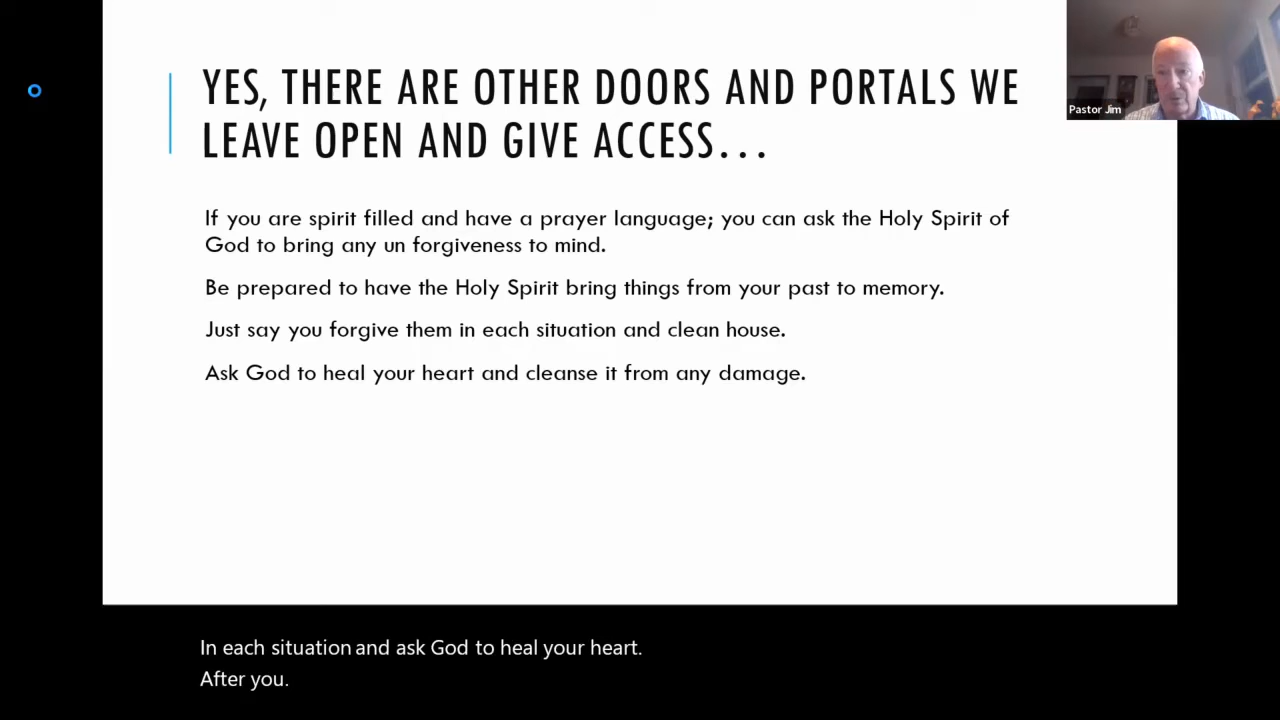 YES, THERE ARE OTHER DOORS AND PORTALS WE
LEAVE OPEN AND GIVE ACCESS...
Pastor Jim
If you are spirit filled and have a prayer language; you can ask the Holy Spirit of
God to bring any un forgiveness to mind.
Be prepared to have the Holy Spirit bring things from your past to memory.
Just say you forgive them in each situation and clean house.
Ask God to heal your heart and cleanse it from any damage.
In each situation and ask God to heal your heart.
After you.